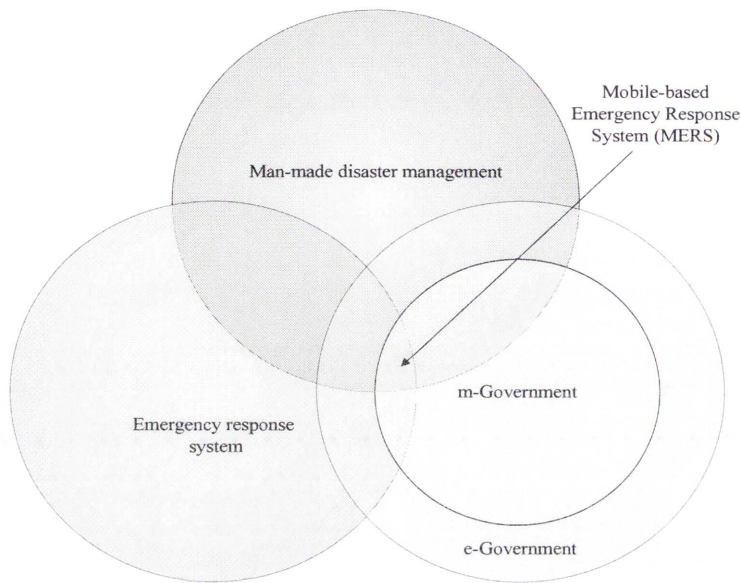 Mobile-based
Emergency Response
System (MERS)
Man-made disaster management
m-Government
Emergency response
system
e-Government